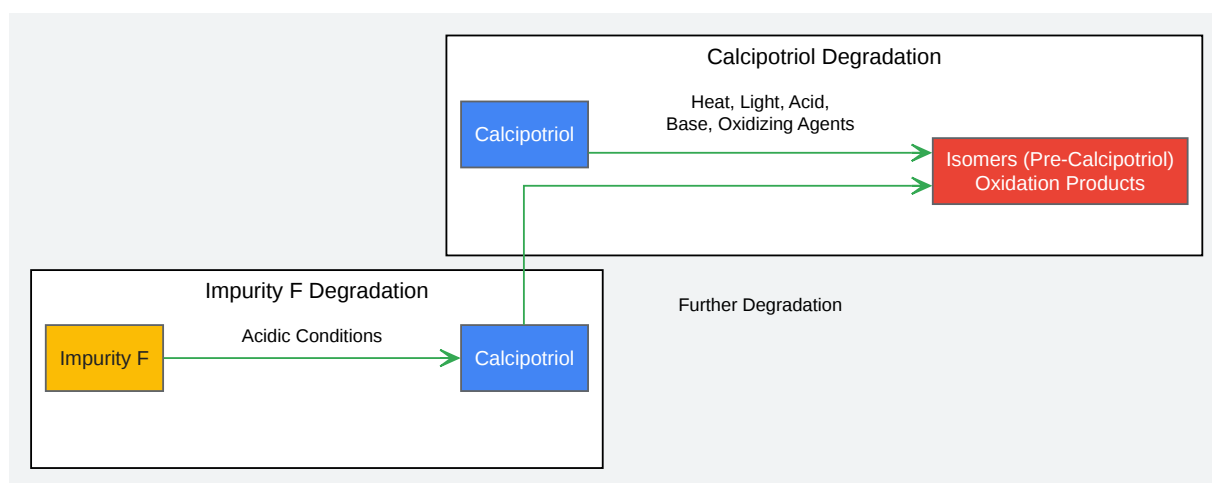 Calcipotriol Degradation
Heat, Light, Acid,
Base, Oxidizing Agents
Calcipotriol
Isomers (Pre-Calcipotriol)
Oxidation Products
Impurity F Degradation
Further Degradation
Acidic Conditions
Impurity F
Calcipotriol